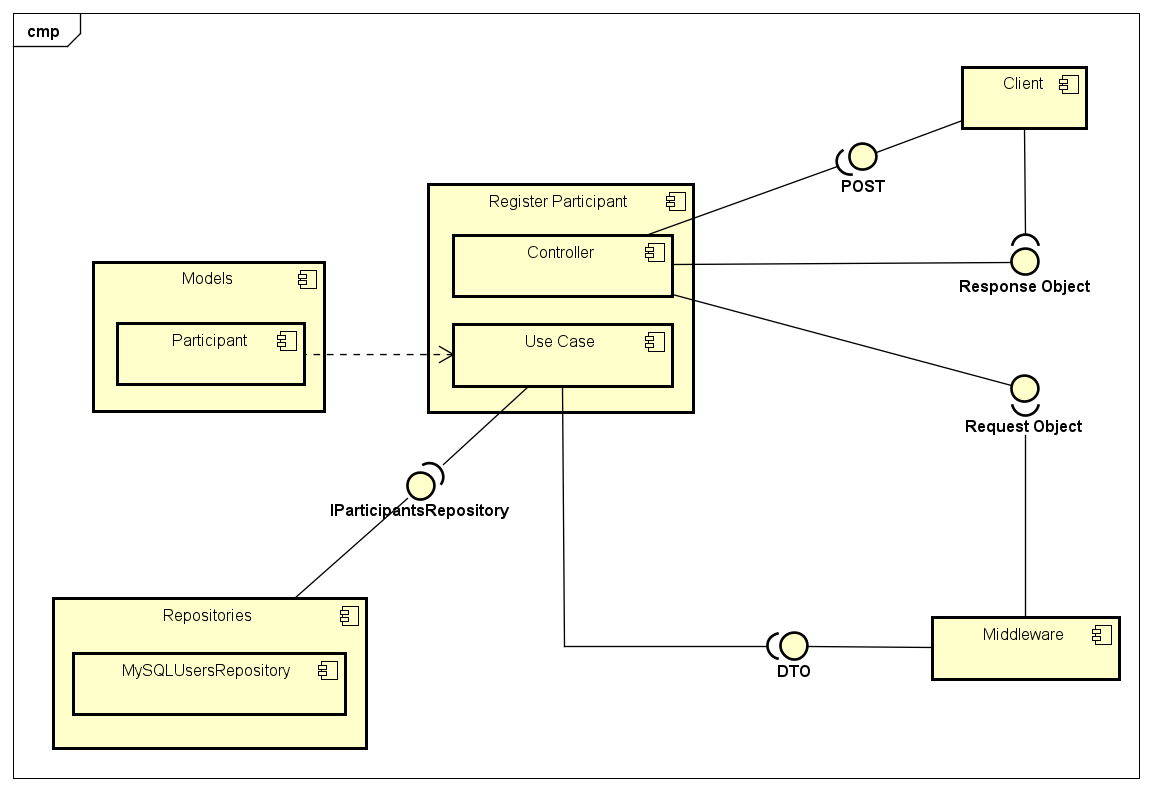 cmp
Client
POST
Register Participant
Controller
Response Object
Models
Participant
Use Case
Request Object
IParticipantsRepository
Repositories
MySQLUsersRepository
Middleware
DTO